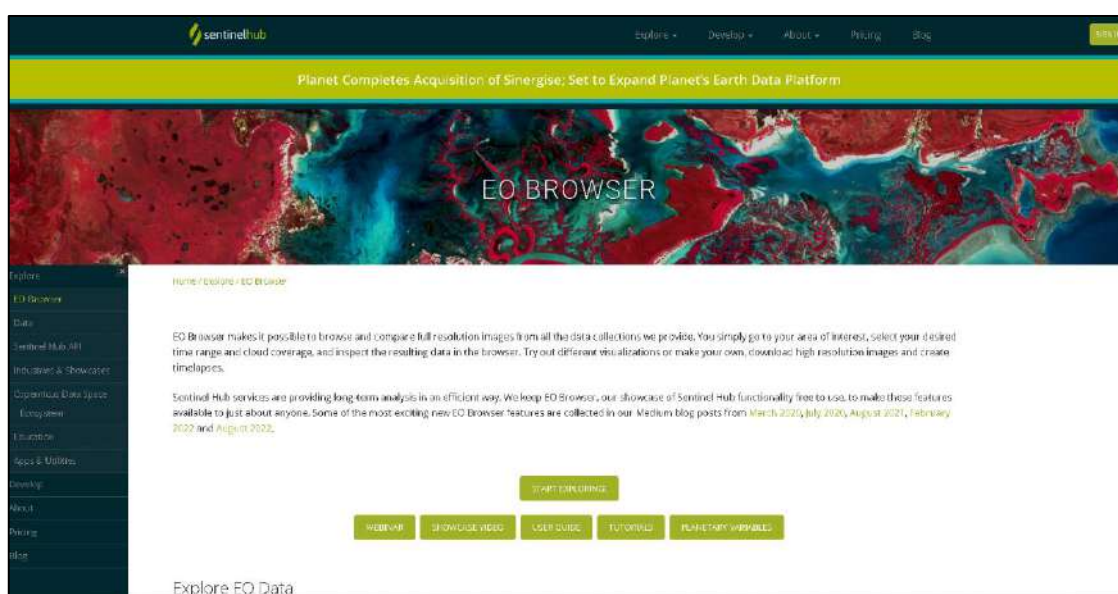 sentinelhub
Explore Develop About Pricing Blog
Planet Completes Acquisition of Sinergise; Set to Expand Planet's Earth Data Platform
EO BROWSER
Explore
EO Browser
Data
Sentinel Hub API
Industries & Showcases
Copernicus Data Space
Ecosystem
Education
Apps & Utilities
Develop
About
Pricing
Blog
Home / Explore / EO Browser
EO Browser makes it possible to browse and compare full resolution images from all the data collections we provide. You simply go to your area of interest, select your desired
time range and cloud coverage, and inspect the resulting data in the browser. Try out different visualizations or make your own, download high resolution images and create
timelapses.
Sentinel Hub services are providing long-term analysis in an efficient way. We keep EO Browser, our showcase of Sentinel Hub functionality free to use, to make those features
available to just about anyone. Some of the most exciting new EO Browser features are collected in our Medium blog posts from March 2020, July 2020, August 2021, February
2022 and August 2022.
START EXPLORING!
WEBINAR SHOWCASE VIDEO USER GUIDE TUTORIALS PLANETARY VARIABLES
Explore EO Data